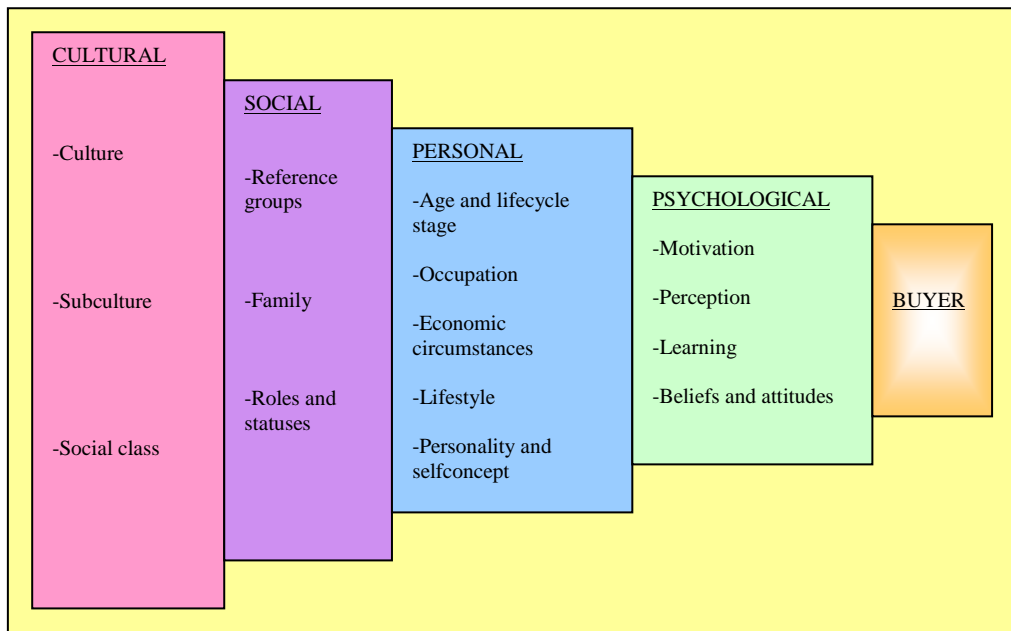 CULTURAL
-Culture
-Subculture
-Social class
SOCIAL
-Reference
groups
-Family
-Roles and
statuses
PERSONAL
-Age and lifecycle
stage
-Occupation
-Economic
circumstances
-Lifestyle
-Personality and
selfconcept
PSYCHOLOGICAL
-Motivation
-Perception
-Learning
-Beliefs and attitudes
BUYER